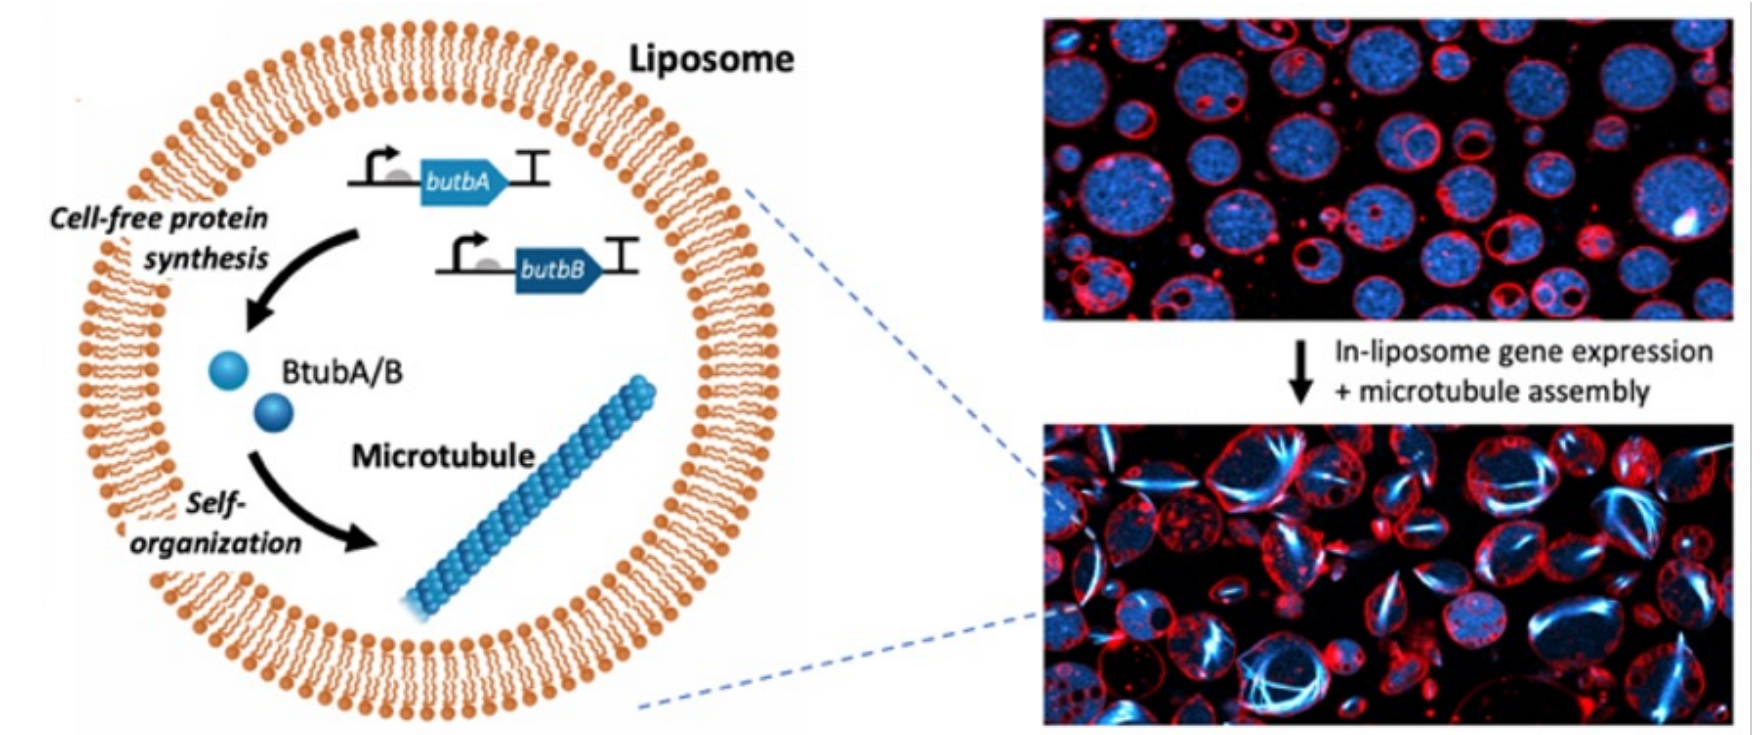 Liposome
butbA
butbB
Cell-free protein
synthesis
BtubA/B
Microtubule
Self-
organization
In-liposome gene expression
+ microtubule assembly